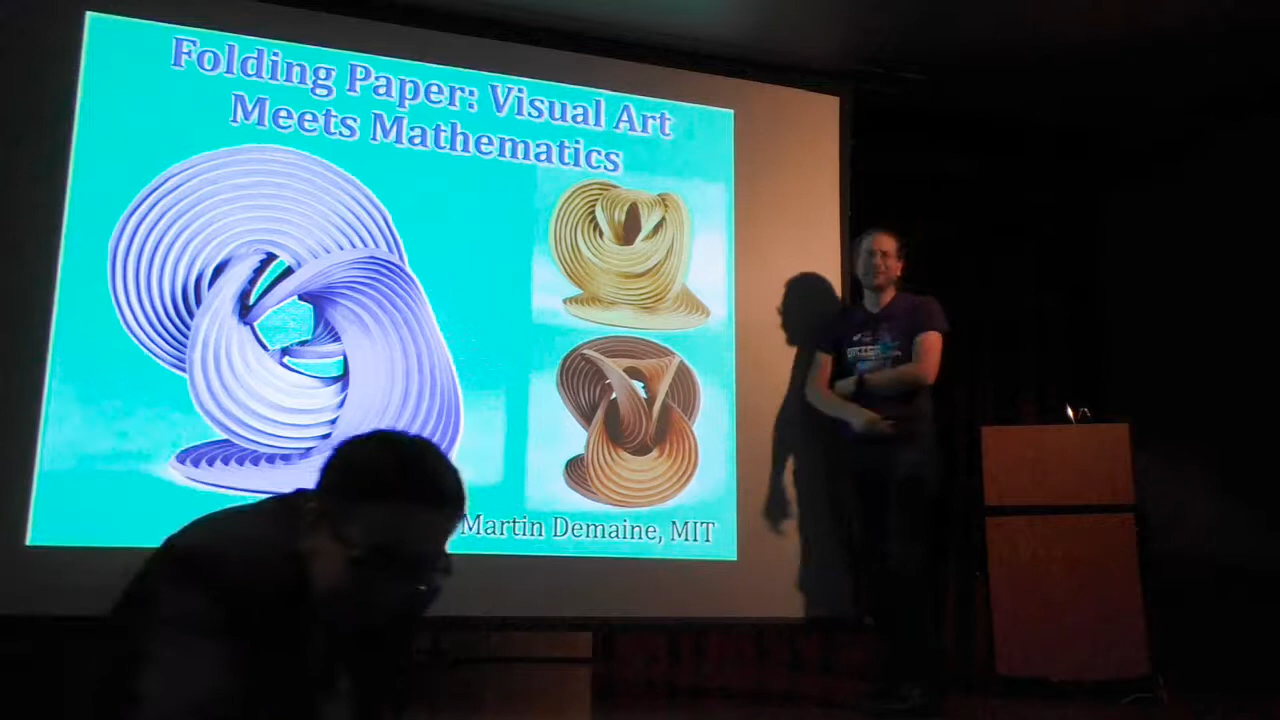 Folding Paper: Visual Art
Meets Mathematics
Martin Demaine, MIT